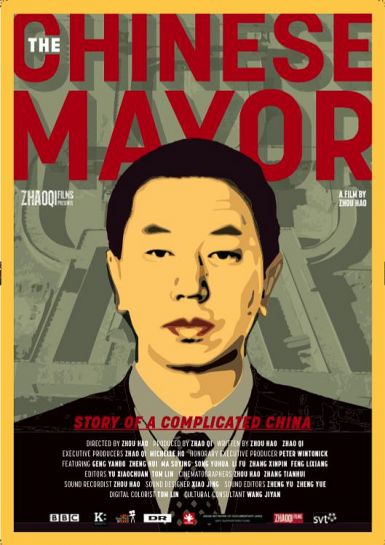 THE
CHINESE
MAYOR
ZHAOQI FILMS
PRESENTS
A FILM BY
ZHOU HAO
STORY OF A COMPLICATED CHINA
DIRECTED BY ZHOU HAO PRODUCED BY ZHAO QI WRITTEN BY ZHOU HAO ZHAO QI
EXECUTIVE PRODUCERS ZHAO QI MICHELLE HO HONORARY EXECUTIVE PRODUCER PETER WINTONICK
FEATURING GENG YANBO ZHENG HUI MA SUYING SONG YUHUA LI FU ZHANG XINPIN FENG LIXIANG
EDITORS YU XIAOCHUAN TOM LIN CINEMATOGRAPHERS ZHOU HAO ZHANG TIANHUI
SOUND RECORDIST ZHOU HAO SOUND DESIGNER XIAO JING SOUND EDITORS ZHENG YU ZHENG YUE
DIGITAL COLORIST TOM LIN CULTURAL CONSULTANT WANG JIYAN
BBC K: DR ZHAOQI FILMS svt